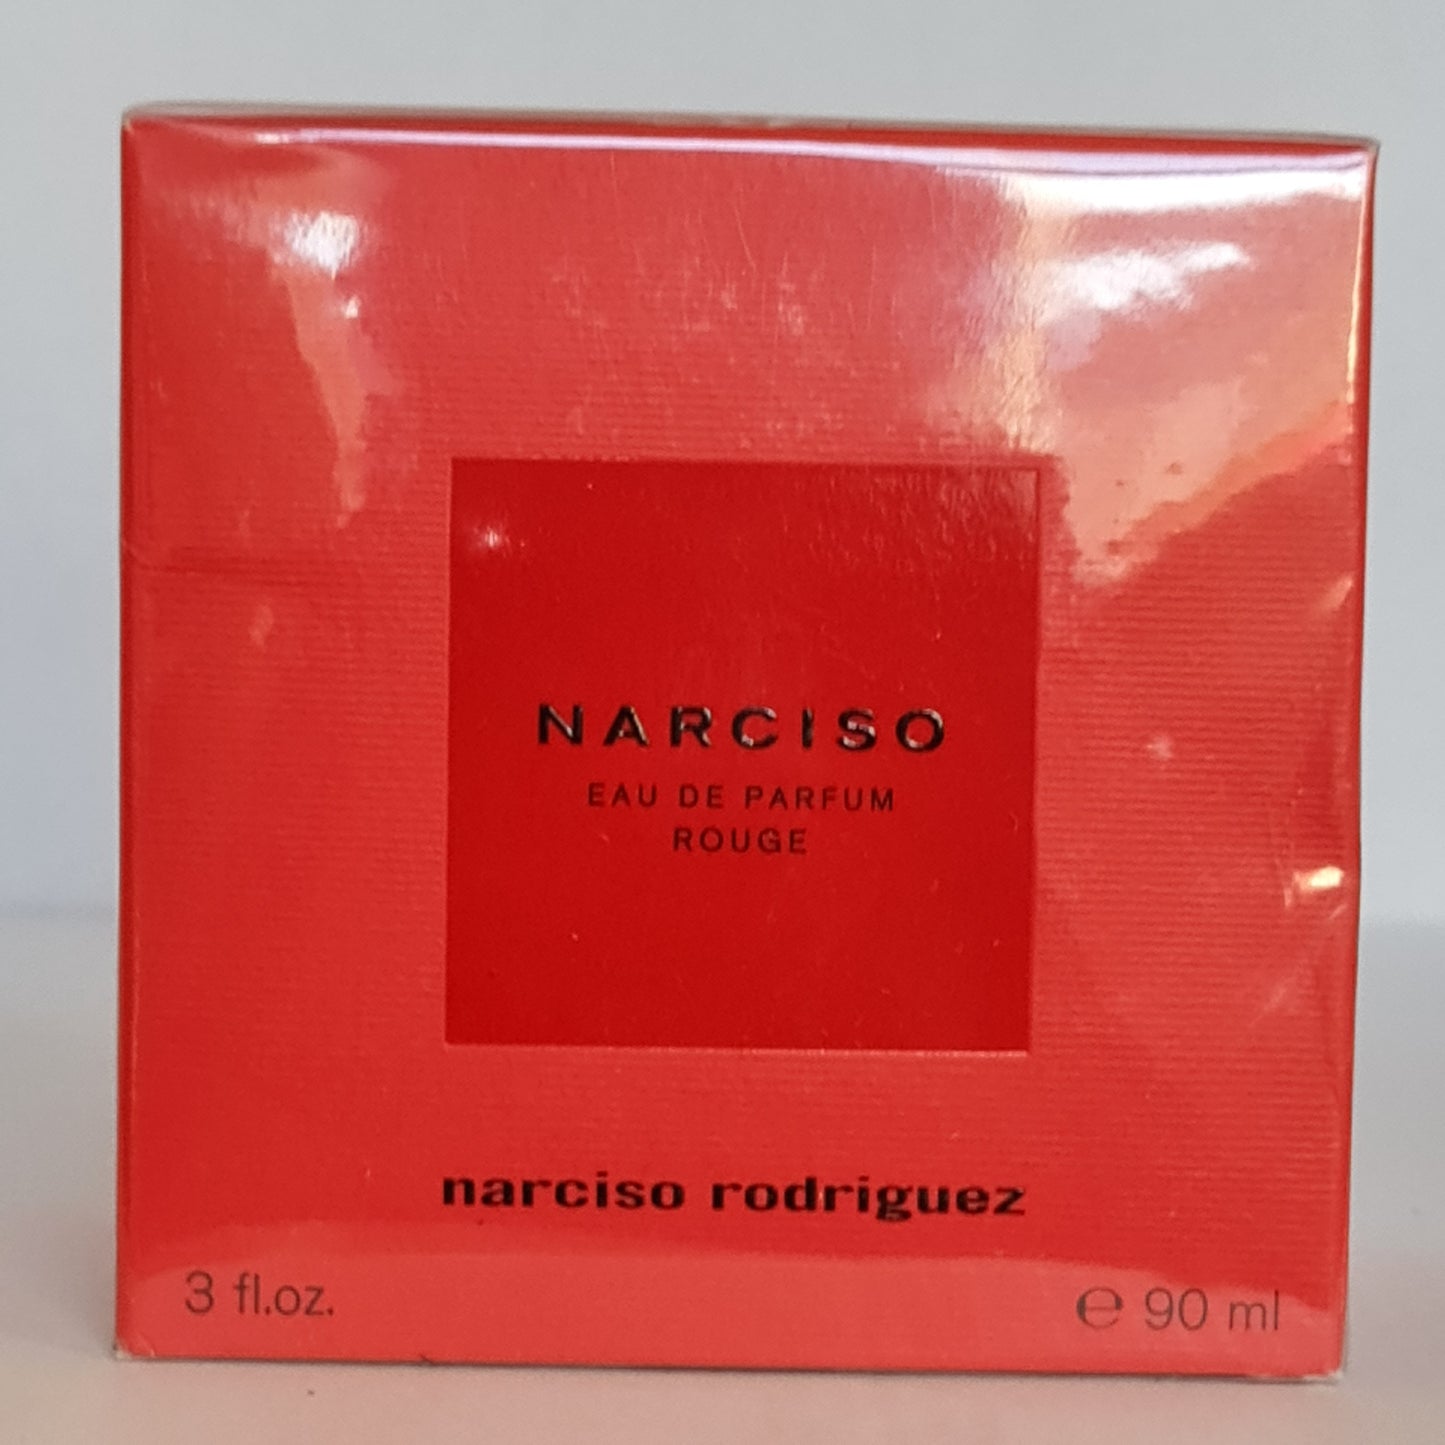 NARCISO
EAU DE PARFUM
ROUGE
narciso rodriguez
3 fl.oz.
℮ 90 ml